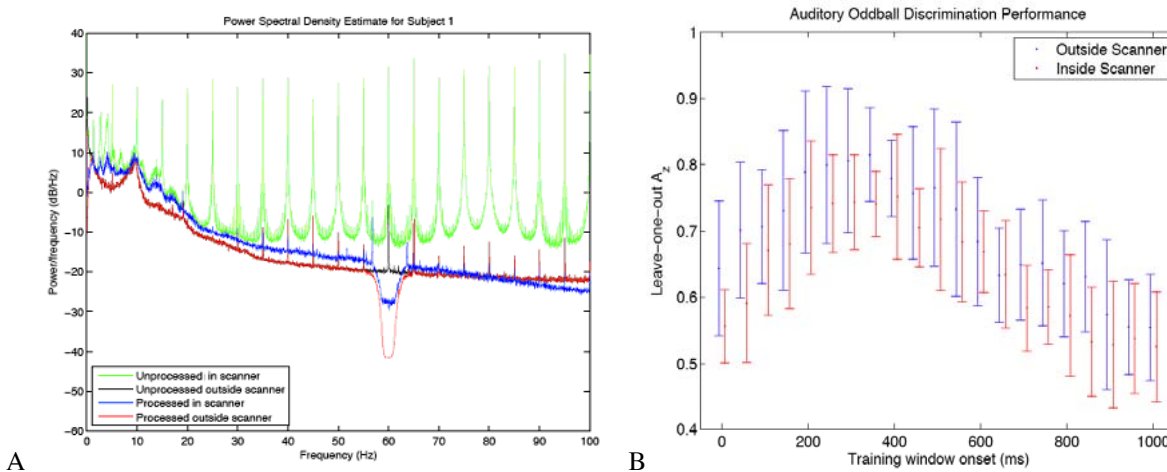 Power Spectral Density Estimate for Subject 1
40
30
20
10
0
-10
-20
-30
-40
-50
-60
0 10 20 30 40 50 60 70 80 90 100
Power/frequency (dB/Hz)
Frequency (Hz)
Unprocessed in scanner
Unprocessed outside scanner
Processed in scanner
Processed outside scanner
A
Auditory Oddball Discrimination Performance
1
0.9
0.8
0.7
0.6
0.5
0.4
0 200 400 600 800 1000
Leave-one-out Az
Training window onset (ms)
Outside Scanner
Inside Scanner
B